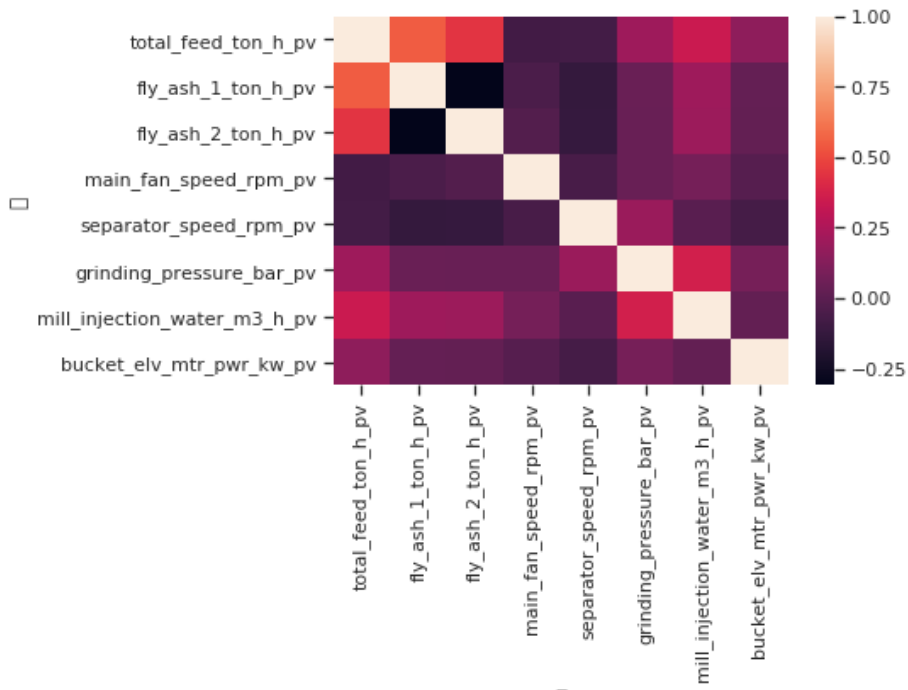 total_feed_ton_h_pv
fly_ash_1_ton_h_pv
fly_ash_2_ton_h_pv
main_fan_speed_rpm_pv
separator_speed_rpm_pv
grinding_pressure_bar_pv
mill_injection_water_m3_h_pv
bucket_elv_mtr_pwr_kw_pv
total_feed_ton_h_pv
fly_ash_1_ton_h_pv
fly_ash_2_ton_h_pv
main_fan_speed_rpm_pv
separator_speed_rpm_pv
grinding_pressure_bar_pv
mill_injection_water_m3_h_pv
bucket_elv_mtr_pwr_kw_pv
1.00
0.75
0.50
0.25
0.00
−0.25